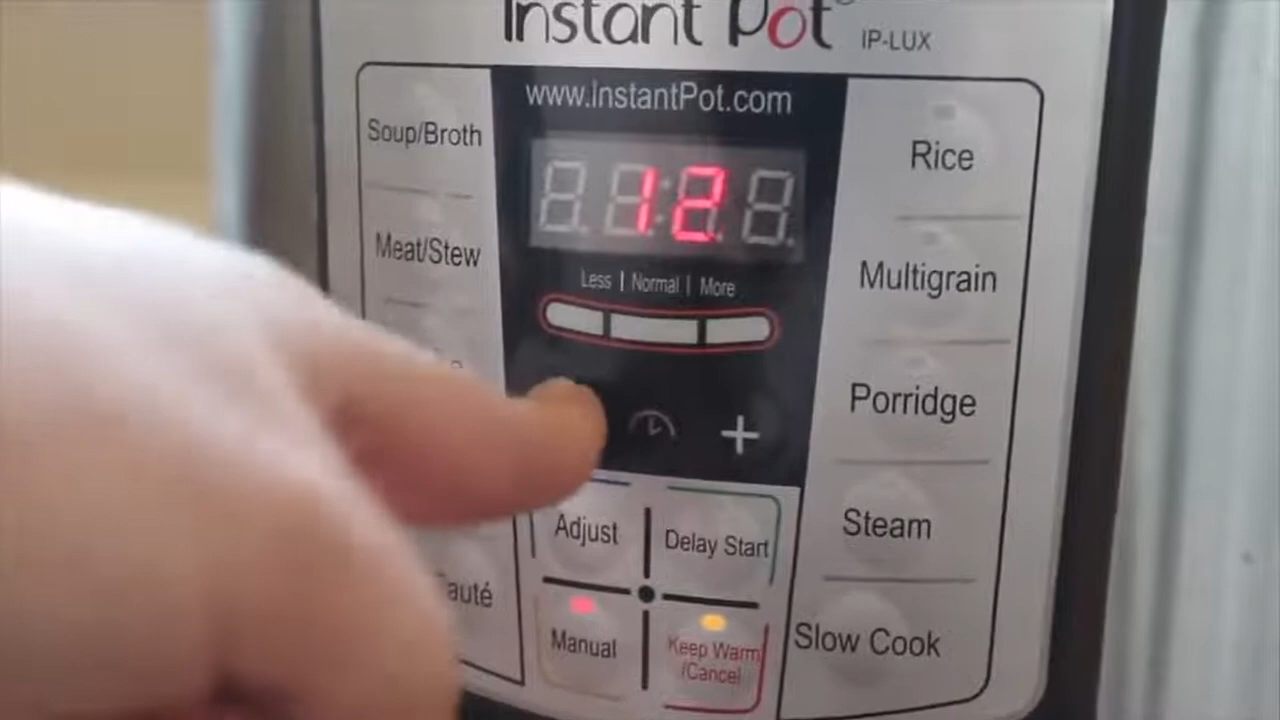 Instant Pot®
IP-LUX
www.InstantPot.com
Soup/Broth
Meat/Stew
12
Less | Normal | More
+
Adjust
Delay Start
Manual
Keep Warm
/Cancel
Rice
Multigrain
Porridge
Steam
Slow Cook